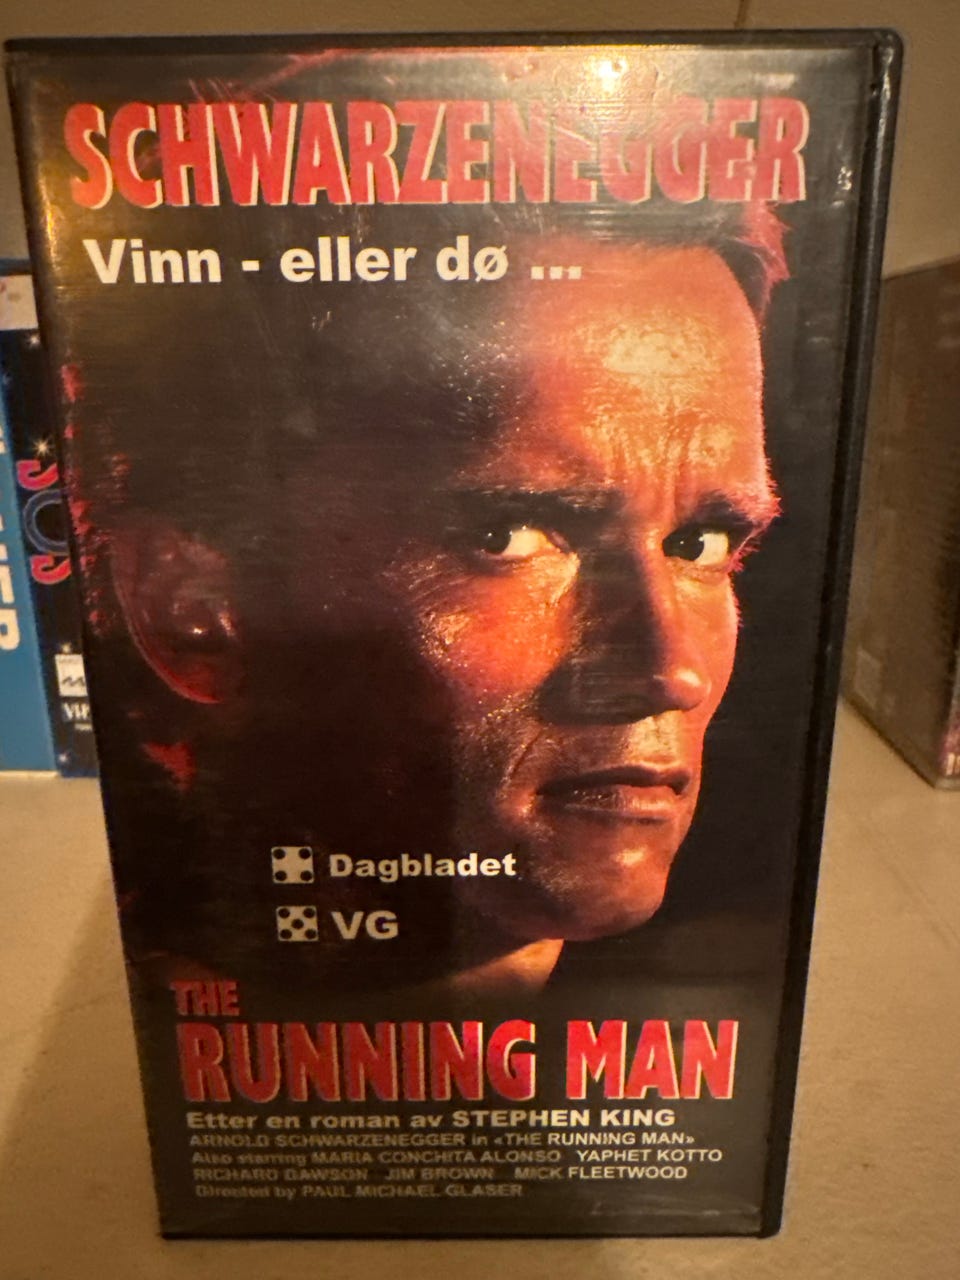 SCHWARZENEGGER
Vinn - eller dø ...
Dagbladet
VG
THE
RUNNING MAN
Etter en roman av STEPHEN KING
ARNOLD SCHWARZENEGGER in «THE RUNNING MAN»
Also starring MARIA CONCHITA ALONSO YAPHET KOTTO
RICHARD DAWSON JIM BROWN MICK FLEETWOOD
Directed by PAUL MICHAEL GLASER
SOS
VIP